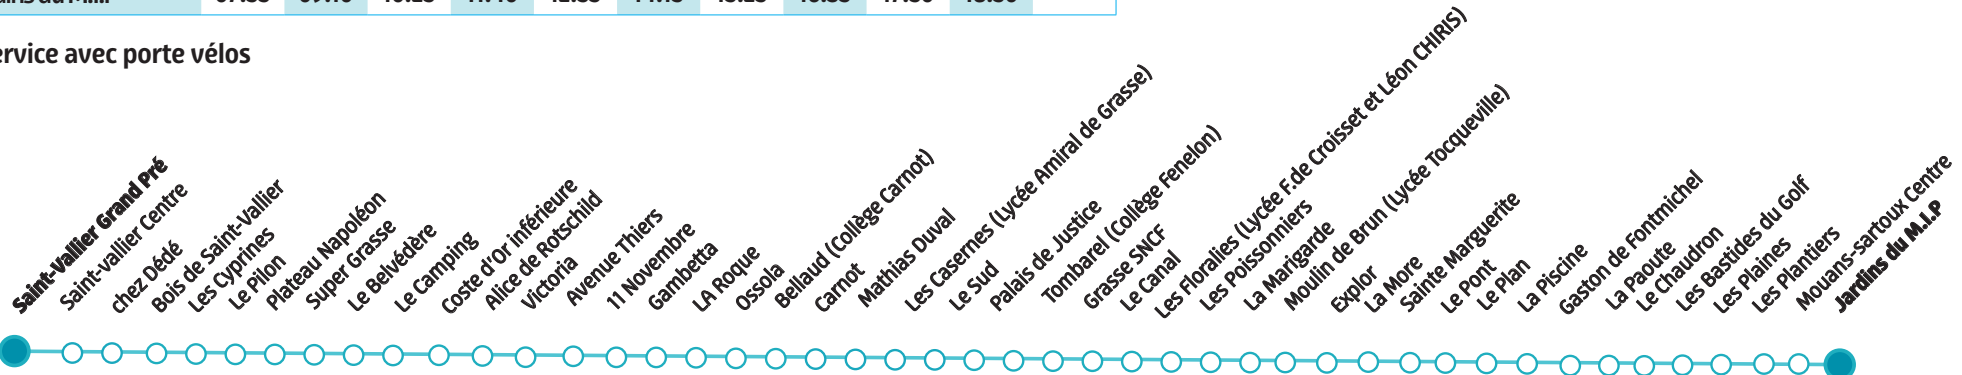 ervice avec porte vélos
Saint-Vallier Grand Pré
Saint-vallier Centre
chez Dédé
Bois de Saint-Vallier
Les Cyprines
Le Pilon
Plateau Napoléon
Super Grasse
Le Belvédère
Le Camping
Coste d'Or inférieure
Alice de Rotschild
Victoria
Avenue Thiers
11 Novembre
Gambetta
LA Roque
Ossola
Bellaud (Collège Carnot)
Carnot
Mathias Duval
Les Casernes (Lycée Amiral de Grasse)
Le Sud
Palais de Justice
Tombarel (Collège Fenelon)
Grasse SNCF
Le Canal
Les Floralies (Lycée F.de Croisset et Léon CHIRIS)
Les Poissonniers
La Marigarde
Moulin de Brun (Lycée Tocqueville)
Explor
La More
Sainte Marguerite
Le Pont
Le Plan
La Piscine
Gaston de Fontmichel
La Paoute
Le Chaudron
Les Bastides du Golf
Les Plaines
Les Plantiers
Mouans-Sartoux Centre
Jardins du M.I.P